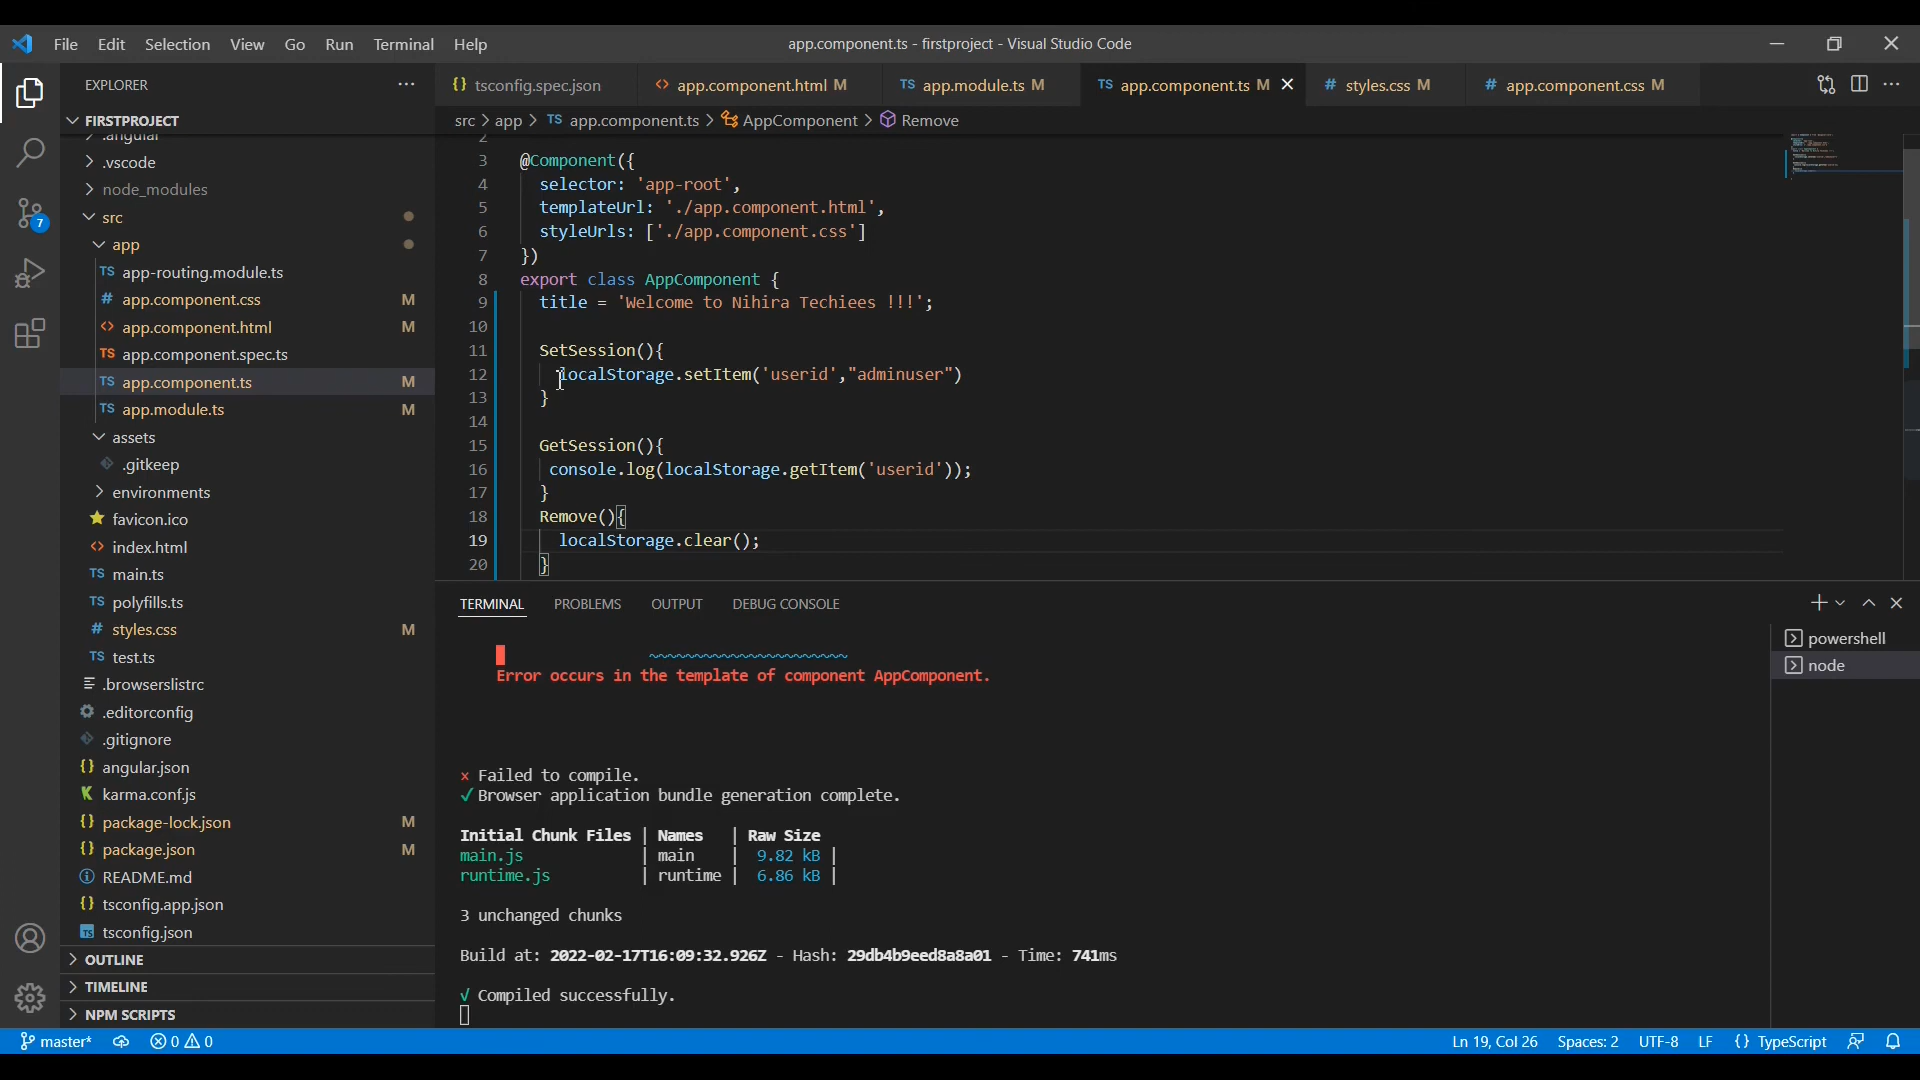 File Edit Selection View Go Run Terminal Help
app.component.ts - firstproject - Visual Studio Code
EXPLORER
{} tsconfig.spec.json
<> app.component.html M
TS app.module.ts M
TS app.component.ts M
# styles.css M
# app.component.css M
src > app > TS app.component.ts > AppComponent > Remove
FIRSTPROJECT
.angular
.vscode
node_modules
src
app
TS app-routing.module.ts
# app.component.css M
<> app.component.html M
TS app.component.spec.ts
TS app.component.ts M
TS app.module.ts M
assets
.gitkeep
environments
favicon.ico
<> index.html
TS main.ts
TS polyfills.ts
# styles.css M
TS test.ts
.browserslistrc
.editorconfig
.gitignore
{} angular.json
karma.conf.js
{} package-lock.json M
{} package.json M
README.md
{} tsconfig.app.json
TS tsconfig.json
OUTLINE
TIMELINE
NPM SCRIPTS
7
2
3 @Component({
4 selector: 'app-root',
5 templateUrl: './app.component.html',
6 styleUrls: ['./app.component.css']
7 })
8 export class AppComponent {
9 title = 'Welcome to Nihira Techiees !!!';
10
11 SetSession(){
12 localStorage.setItem('userid',"adminuser")
13 }
14
15 GetSession(){
16 console.log(localStorage.getItem('userid'));
17 }
18 Remove(){
19 localStorage.clear();
20 }
TERMINAL PROBLEMS OUTPUT DEBUG CONSOLE
powershell
node
~~~~~~~~~~~~~~~~~~~~~~
Error occurs in the template of component AppComponent.
× Failed to compile.
√ Browser application bundle generation complete.
Initial Chunk Files | Names | Raw Size
main.js | main | 9.82 kB |
runtime.js | runtime | 6.86 kB |
3 unchanged chunks
Build at: 2022-02-17T16:09:32.926Z - Hash: 29db4b9eed8a8a01 - Time: 741ms
√ Compiled successfully.
master* 0 0
Ln 19, Col 26 Spaces: 2 UTF-8 LF {} TypeScript